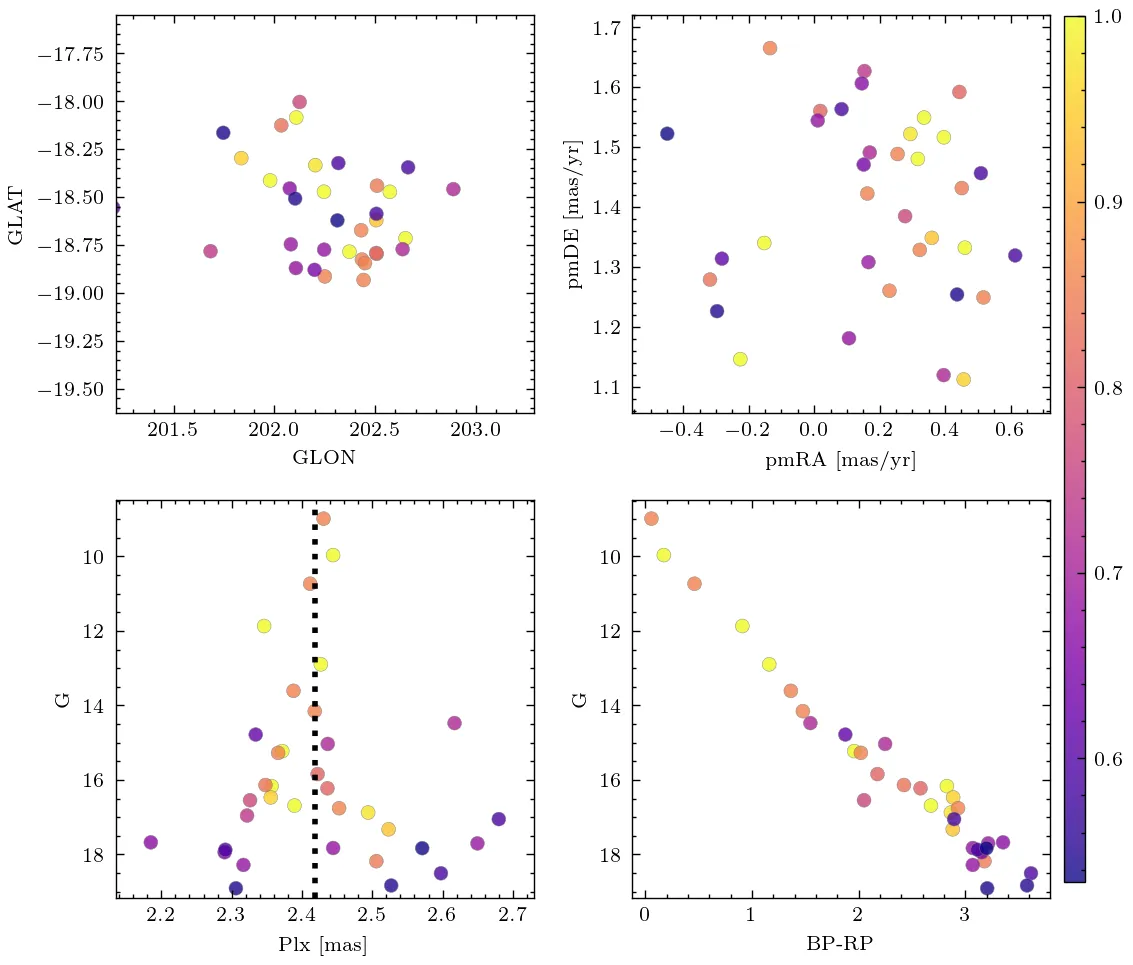 −17.75
−18.00
−18.25
−18.50
−18.75
−19.00
−19.25
−19.50
GLAT
201.5 202.0 202.5 203.0
GLON
1.7
1.6
1.5
1.4
1.3
1.2
1.1
pmDE [mas/yr]
−0.4 −0.2 0.0 0.2 0.4 0.6
pmRA [mas/yr]
1.0
0.9
0.8
0.7
0.6
10
12
14
16
18
G
2.2 2.3 2.4 2.5 2.6 2.7
Plx [mas]
10
12
14
16
18
G
0 1 2 3
BP-RP